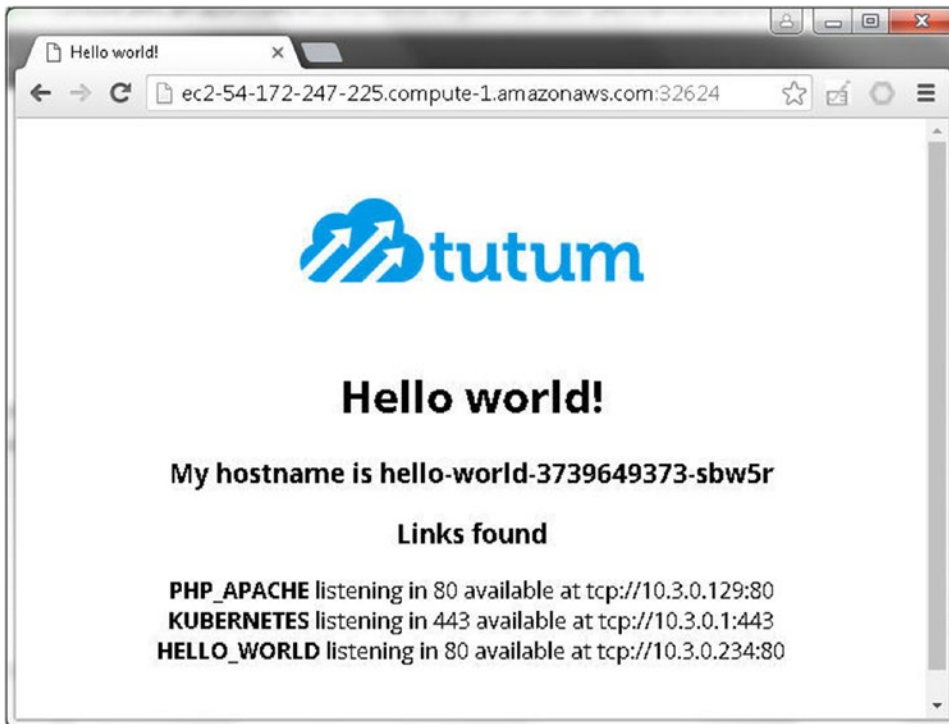 Hello world!
ec2-54-172-247-225.compute-1.amazonaws.com:32624
tutum
Hello world!
My hostname is hello-world-3739649373-sbw5r
Links found
PHP_APACHE listening in 80 available at tcp://10.3.0.129:80
KUBERNETES listening in 443 available at tcp://10.3.0.1:443
HELLO_WORLD listening in 80 available at tcp://10.3.0.234:80